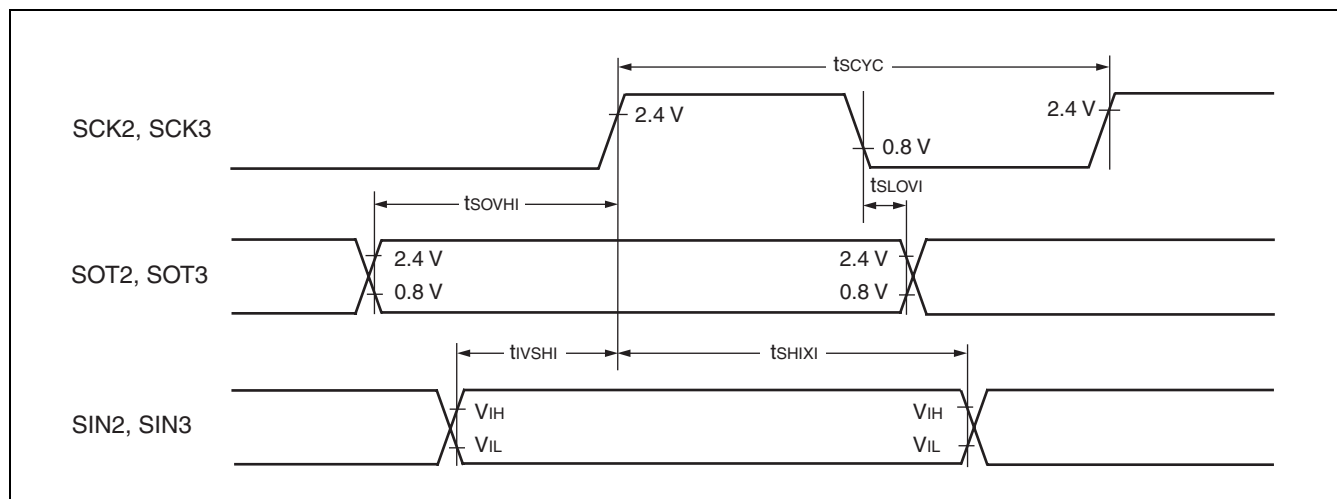 tSCYC
SCK2, SCK3
2.4 V
0.8 V
2.4 V
tSOVHI
tSLOVI
SOT2, SOT3
2.4 V
2.4 V
0.8 V
0.8 V
tIVSHI
tSHIXI
SIN2, SIN3
VIH
VIH
VIL
VIL